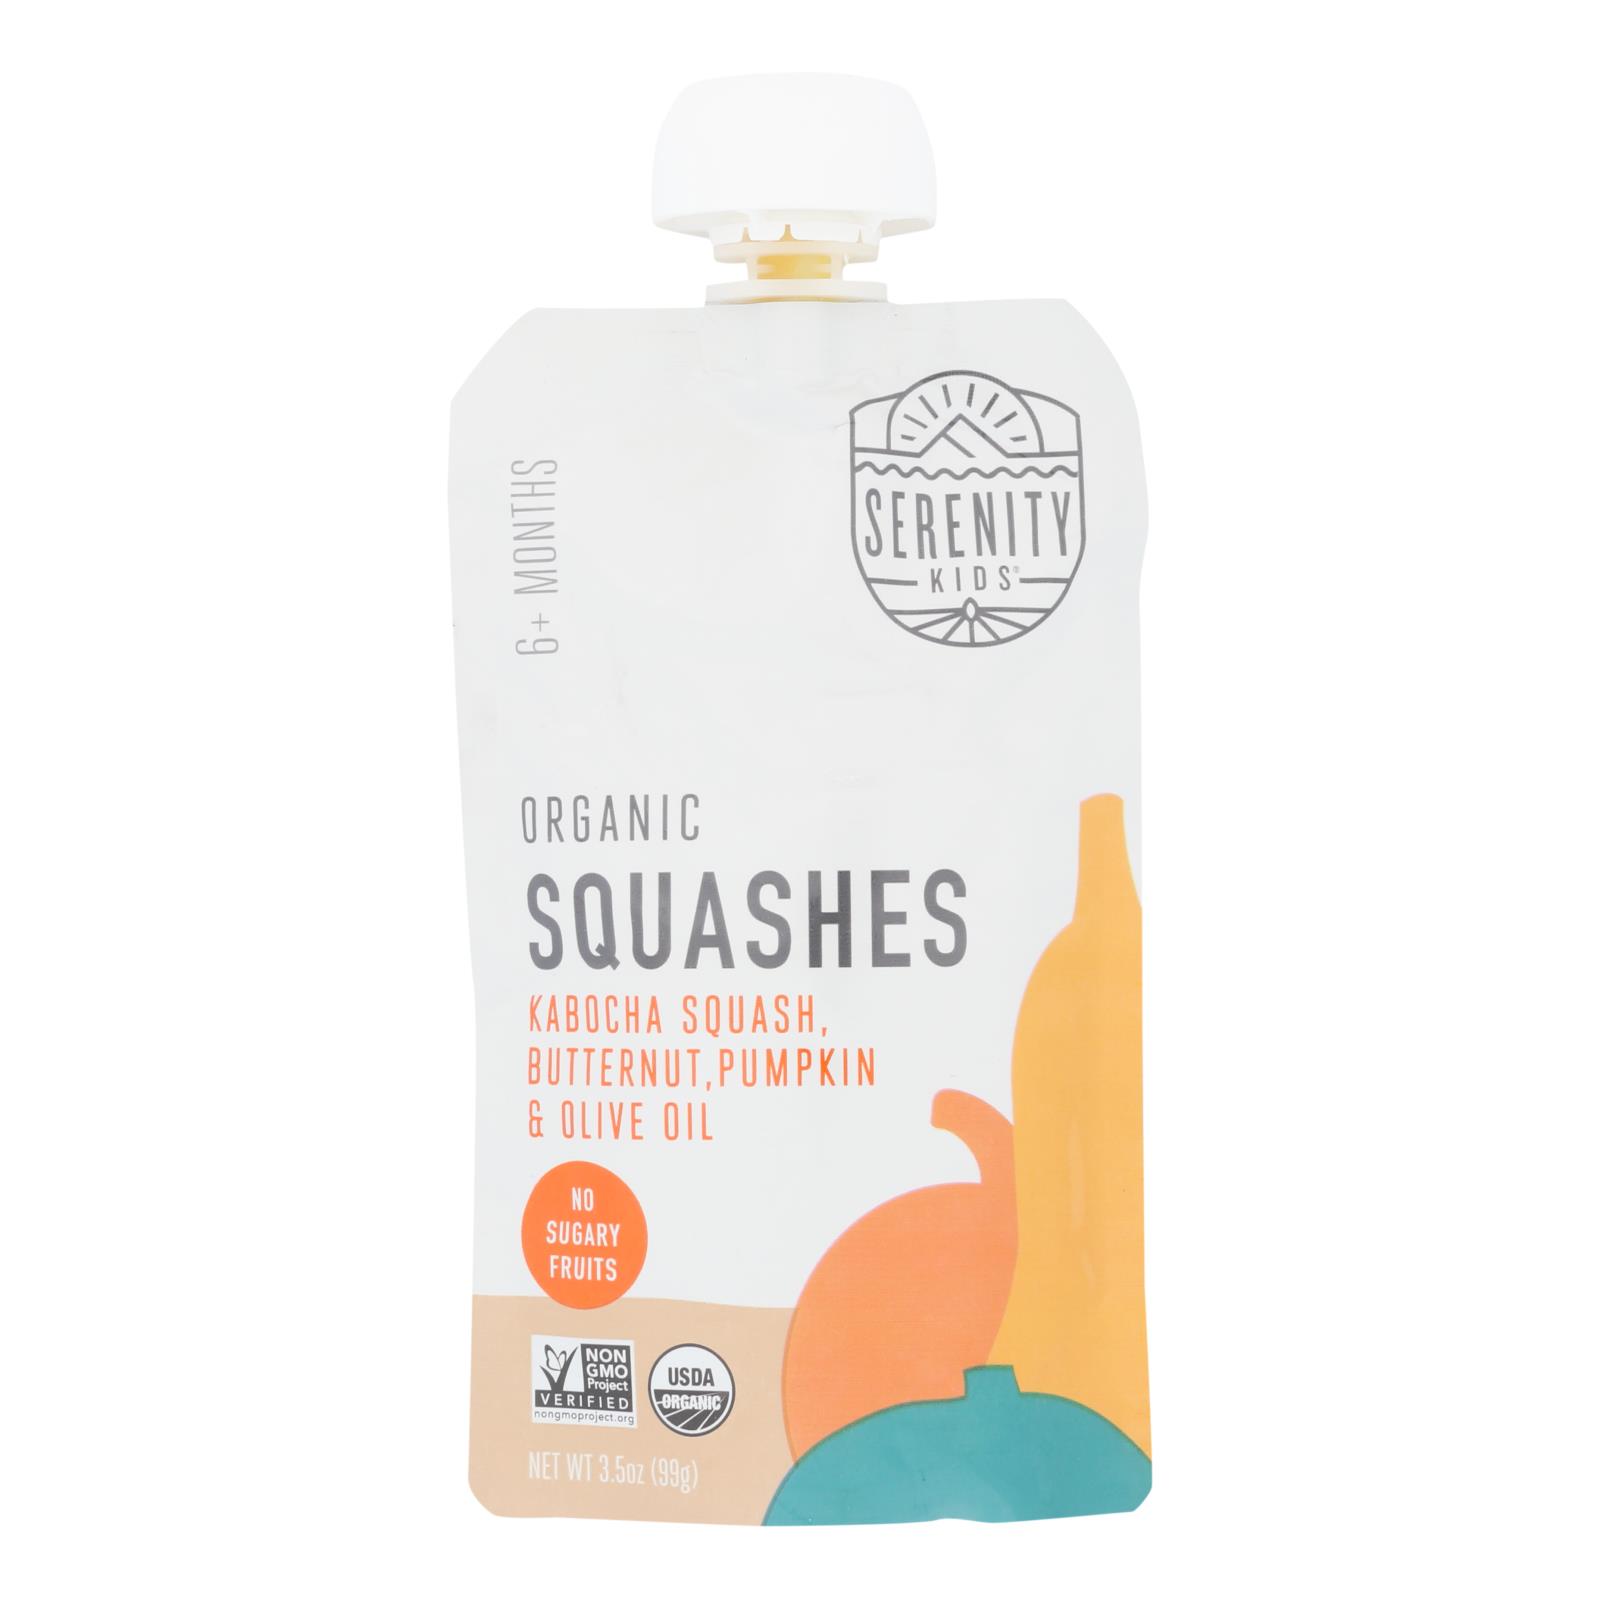 6+ MONTHS
SERENITY
KIDS®
ORGANIC
SQUASHES
KABOCHA SQUASH,
BUTTERNUT, PUMPKIN
& OLIVE OIL
NO
SUGARY
FRUITS
NON
GMO
Project
VERIFIED
nongmoproject.org
USDA
ORGANIC
NET WT 3.5oz (99g)